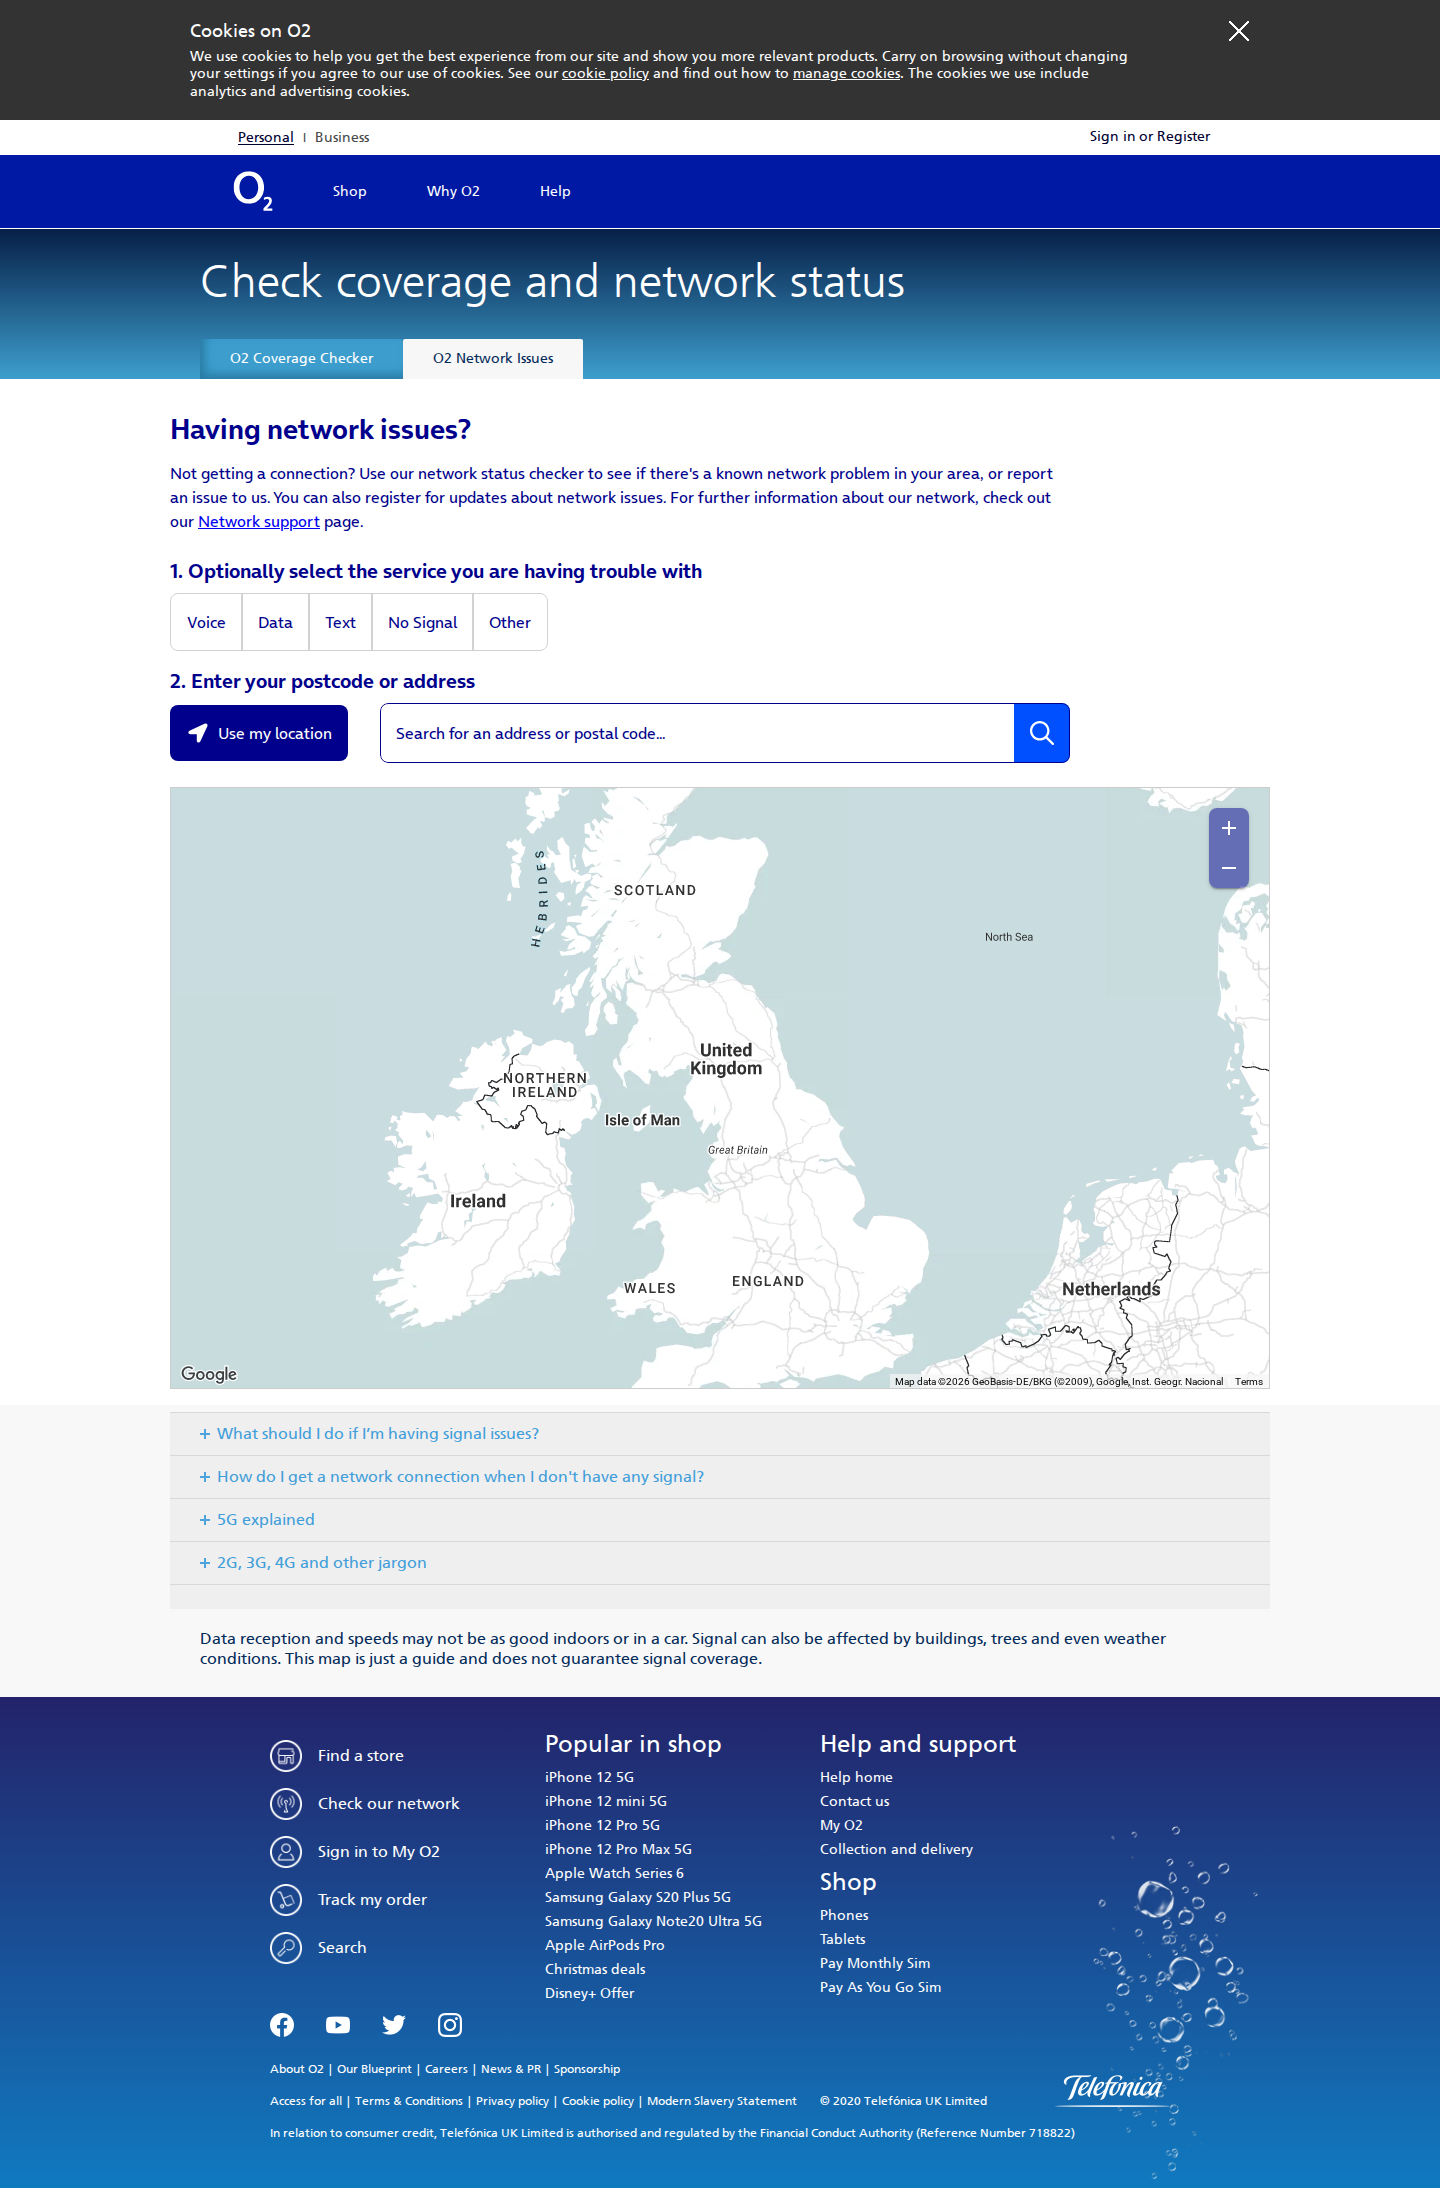 Cookies on O2
We use cookies to help you get the best experience from our site and show you more relevant products. Carry on browsing without changing
your settings if you agree to our use of cookies. See our cookie policy and find out how to manage cookies. The cookies we use include
analytics and advertising cookies.
Personal | Business
Sign in or Register
O2
Shop
Why O2
Help
Check coverage and network status
O2 Coverage Checker
O2 Network Issues
Having network issues?
Not getting a connection? Use our network status checker to see if there's a known network problem in your area, or report
an issue to us. You can also register for updates about network issues. For further information about our network, check out
our Network support page.
1. Optionally select the service you are having trouble with
Voice
Data
Text
No Signal
Other
2. Enter your postcode or address
Use my location
Search for an address or postal code...
HEBRIDES
SCOTLAND
North Sea
United
Kingdom
NORTHERN
IRELAND
Isle of Man
Great Britain
Ireland
WALES
ENGLAND
Netherlands
Google
Map data ©2026 GeoBasis-DE/BKG (©2009), Google, Inst. Geogr. Nacional
Terms
What should I do if I’m having signal issues?
How do I get a network connection when I don't have any signal?
5G explained
2G, 3G, 4G and other jargon
Data reception and speeds may not be as good indoors or in a car. Signal can also be affected by buildings, trees and even weather
conditions. This map is just a guide and does not guarantee signal coverage.
Find a store
Check our network
Sign in to My O2
Track my order
Search
Popular in shop
iPhone 12 5G
iPhone 12 mini 5G
iPhone 12 Pro 5G
iPhone 12 Pro Max 5G
Apple Watch Series 6
Samsung Galaxy S20 Plus 5G
Samsung Galaxy Note20 Ultra 5G
Apple AirPods Pro
Christmas deals
Disney+ Offer
Help and support
Help home
Contact us
My O2
Collection and delivery
Shop
Phones
Tablets
Pay Monthly Sim
Pay As You Go Sim
About O2 | Our Blueprint | Careers | News & PR | Sponsorship
Access for all | Terms & Conditions | Privacy policy | Cookie policy | Modern Slavery Statement
© 2020 Telefónica UK Limited
Telefónica
In relation to consumer credit, Telefónica UK Limited is authorised and regulated by the Financial Conduct Authority (Reference Number 718822)